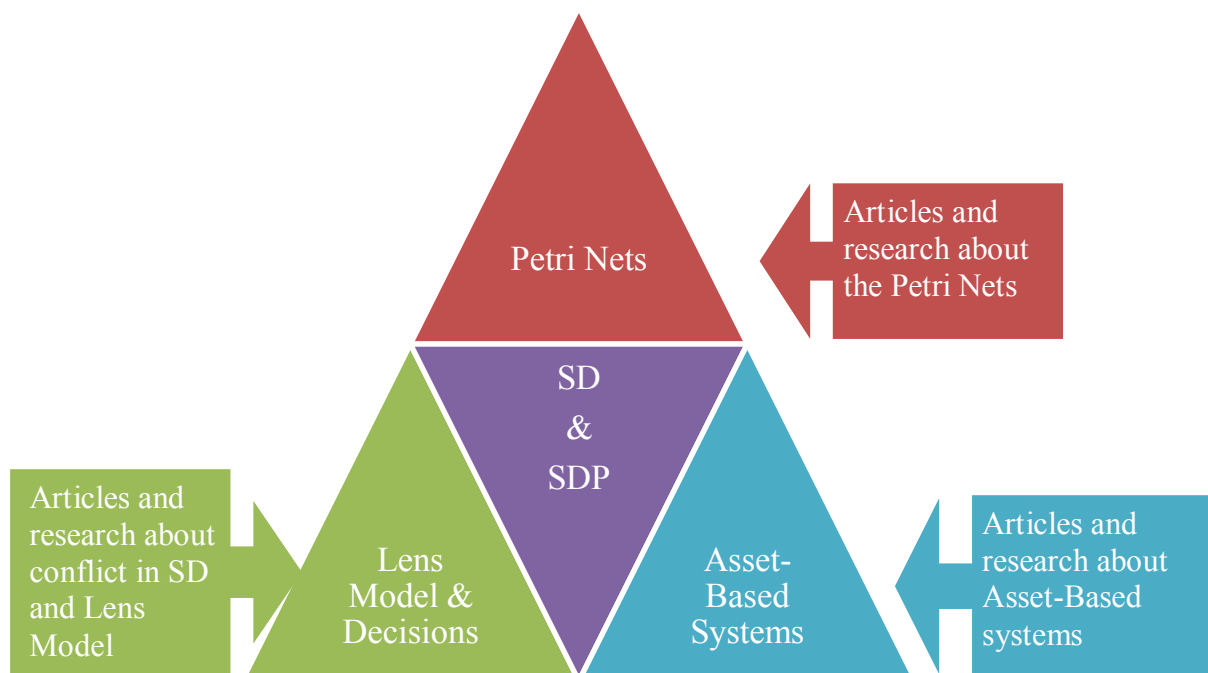 Petri Nets
Articles and
research about
the Petri Nets
SD
&
SDP
Articles and
research about
conflict in SD
and Lens
Model
Lens
Model &
Decisions
Asset-
Based
Systems
Articles and
research about
Asset-Based
systems